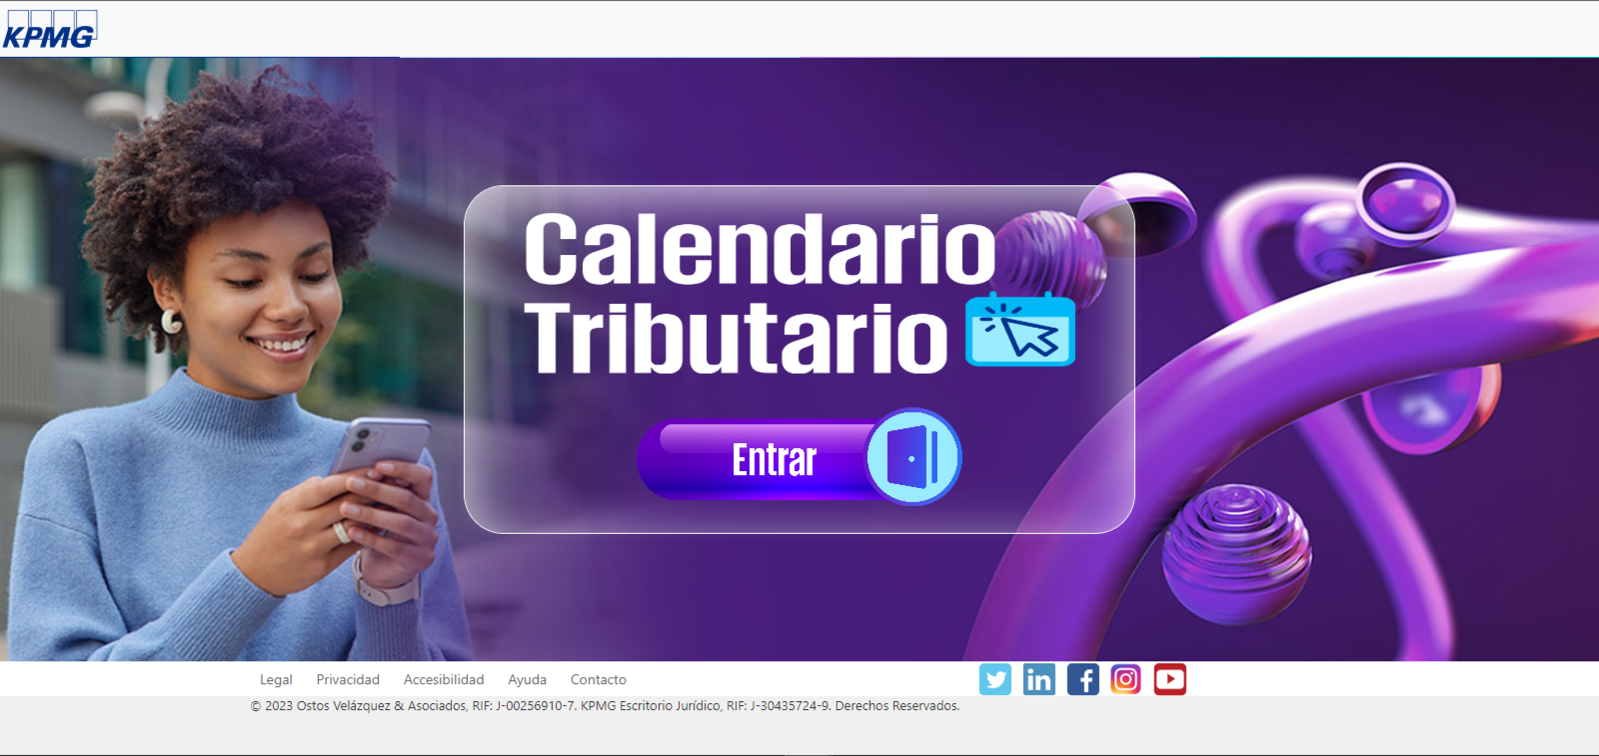 KPMG
Calendario
Tributario
Entrar
Legal Privacidad Accesibilidad Ayuda Contacto
© 2023 Ostos Velázquez & Asociados, RIF: J-00256910-7. KPMG Escritorio Jurídico, RIF: J-30435724-9. Derechos Reservados.